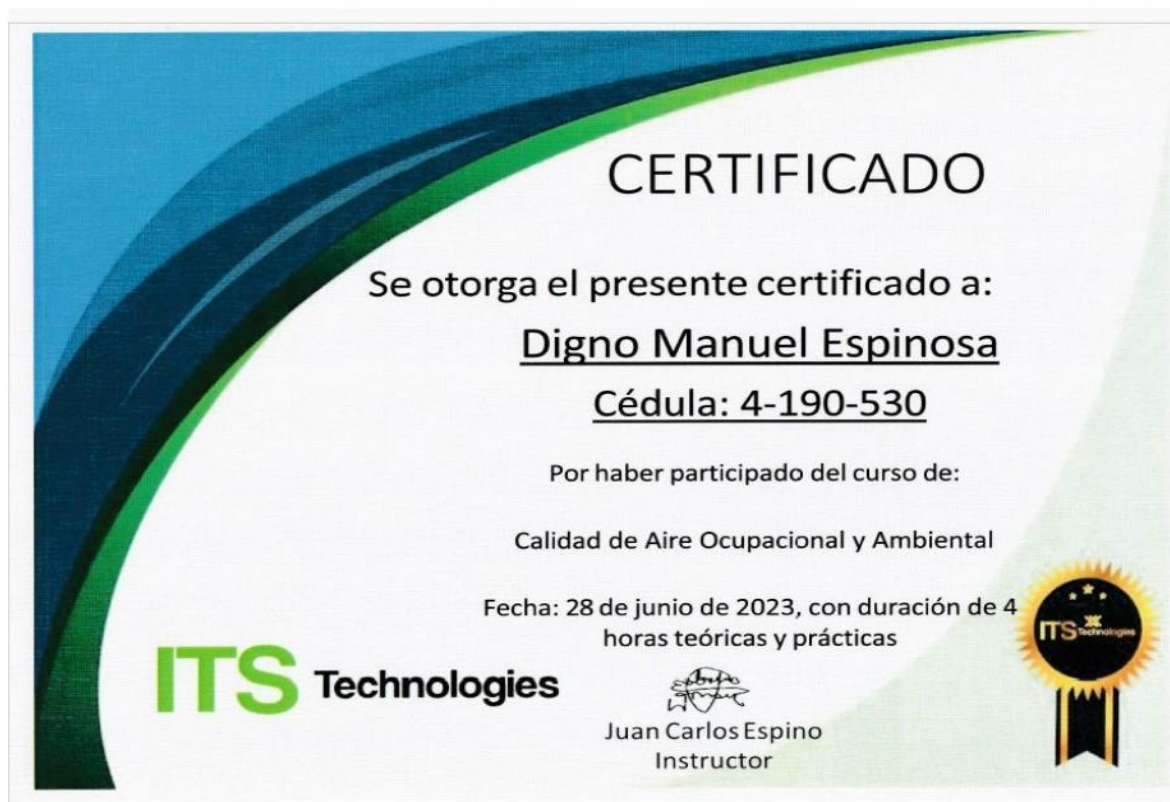 CERTIFICADO
Se otorga el presente certificado a:
Digno Manuel Espinosa
Cédula: 4-190-530
Por haber participado del curso de:
Calidad de Aire Ocupacional y Ambiental
Fecha: 28 de junio de 2023, con duración de 4
horas teóricas y prácticas
ITS Technologies
Juan Carlos Espino
Instructor
ITS Technologies